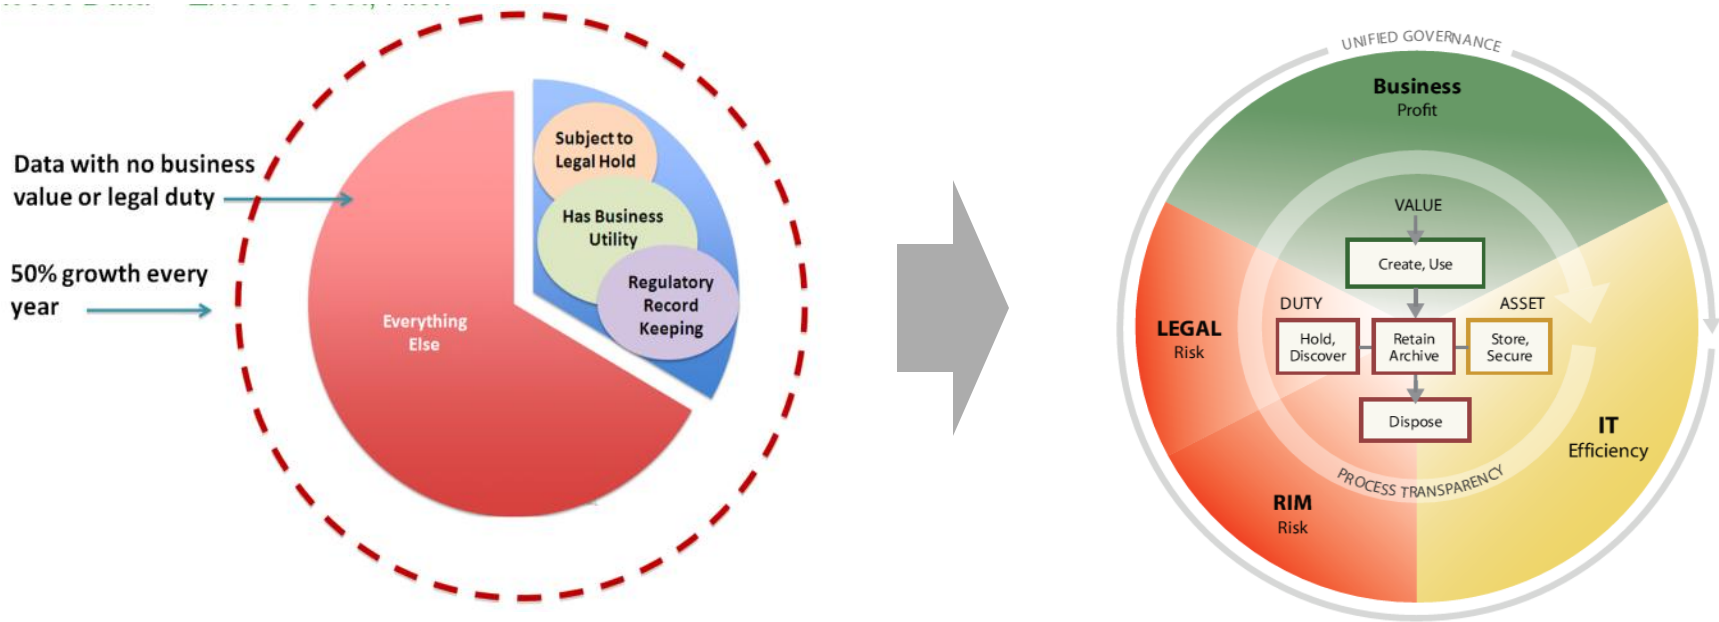 Data with no business
value or legal duty
50% growth every
year
Subject to
Legal Hold
Has Business
Utility
Regulatory
Record
Keeping
Everything
Else
UNIFIED GOVERNANCE
Business
Profit
VALUE
Create, Use
DUTY
ASSET
LEGAL
Risk
Hold,
Discover
Retain
Archive
Store,
Secure
Dispose
IT
Efficiency
PROCESS TRANSPARENCY
RIM
Risk